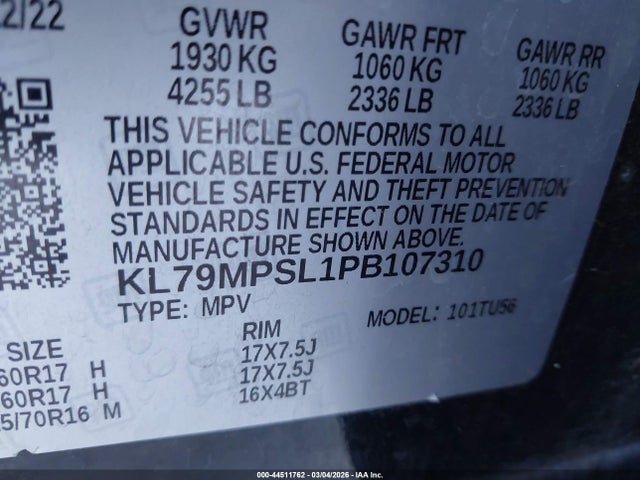 2/22
GVWR GAWR FRT GAWR RR
1930 KG 1060 KG 1060 KG
4255 LB 2336 LB 2336 LB
THIS VEHICLE CONFORMS TO ALL
APPLICABLE U.S. FEDERAL MOTOR
VEHICLE SAFETY AND THEFT PREVENTION
STANDARDS IN EFFECT ON THE DATE OF
MANUFACTURE SHOWN ABOVE.
KL79MPSL1PB107310
TYPE: MPV MODEL: 101TU56
SIZE RIM
60R17 H 17X7.5J
60R17 H 17X7.5J
5/70R16 M 16X4BT
000-44511762 | 03/04/2026 | IAA Inc.